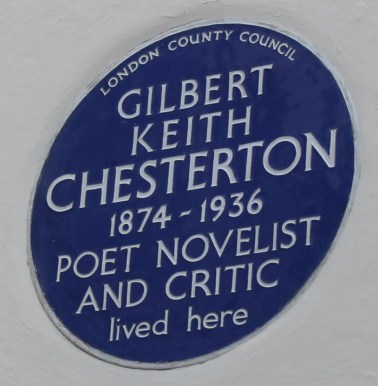 LONDON COUNTY COUNCIL
GILBERT
KEITH
CHESTERTON
1874~1936
POET NOVELIST
AND CRITIC
lived here